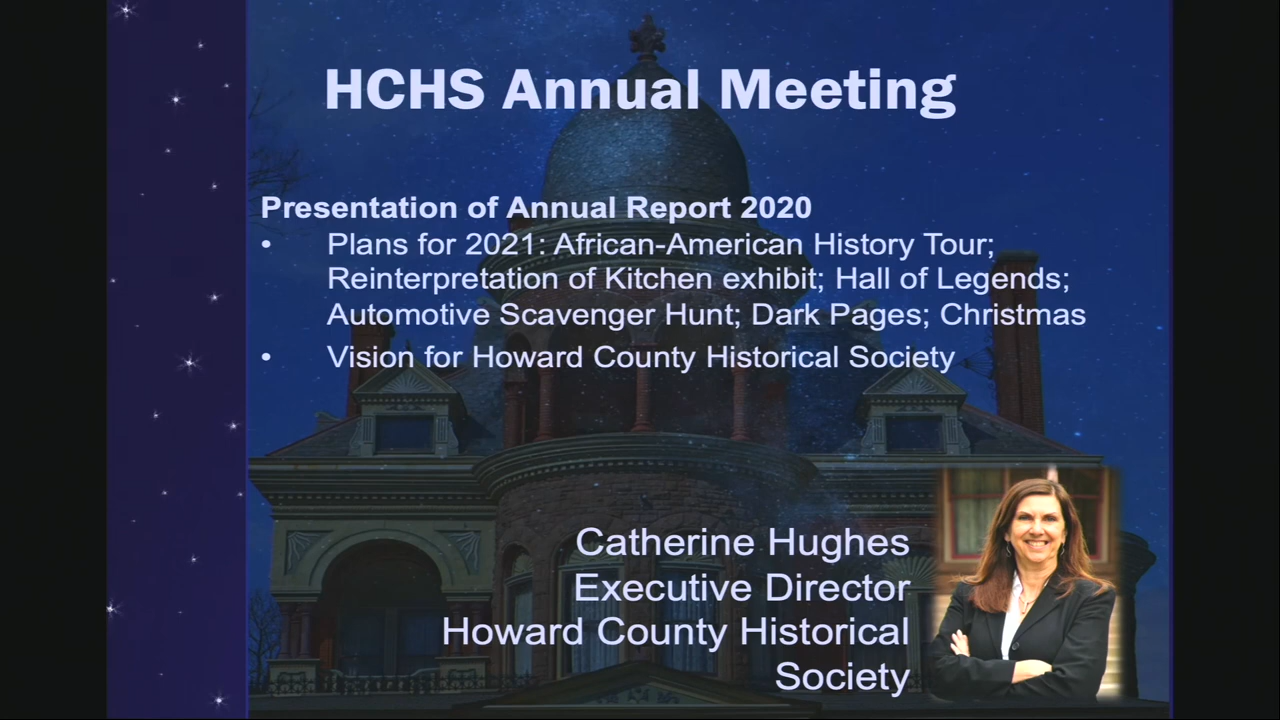 HCHS Annual Meeting
Presentation of Annual Report 2020
• Plans for 2021: African-American History Tour;
Reinterpretation of Kitchen exhibit; Hall of Legends;
Automotive Scavenger Hunt; Dark Pages; Christmas
• Vision for Howard County Historical Society
Catherine Hughes
Executive Director
Howard County Historical
Society